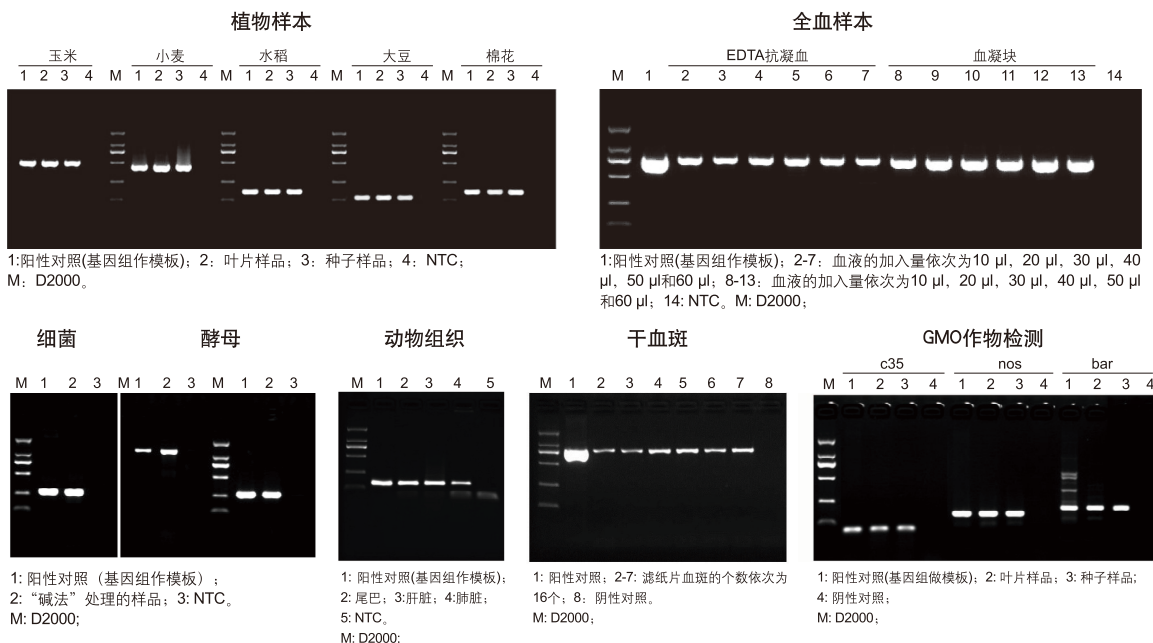 植物样本
玉米 小麦 水稻 大豆 棉花
1 2 3 4 M 1 2 3 4 M 1 2 3 4 M 1 2 3 4 M 1 2 3 4
1:阳性对照(基因组作模板)；2：叶片样品；3：种子样品；4：NTC；
M：D2000。
全血样本
EDTA抗凝血 血凝块
M 1 2 3 4 5 6 7 8 9 10 11 12 13 14
1:阳性对照(基因组作模板)；2-7：血液的加入量依次为10 µl，20 µl，30 µl，40
µl，50 µl和60 µl；8-13：血液的加入量依次为10 µl，20 µl，30 µl，40 µl，50 µl
和60 µl；14: NTC。M: D2000；
细菌 酵母
M 1 2 3 M 1 2 3 M 1 2 3
1: 阳性对照（基因组作模板）；
2: “碱法”处理的样品；3: NTC。
M: D2000;
动物组织
M 1 2 3 4 5
1: 阳性对照(基因组作模板)；
2: 尾巴；3:肝脏；4:肺脏；
5: NTC。
M: D2000;
干血斑
M 1 2 3 4 5 6 7 8
1: 阳性对照；2-7: 滤纸片血斑的个数依次为
16个；8：阴性对照。
M: D2000；
GMO作物检测
c35 nos bar
M 1 2 3 4 1 2 3 4 1 2 3 4
1: 阳性对照(基因组做模板)；2: 叶片样品；3: 种子样品;
4: 阴性对照；
M: D2000；